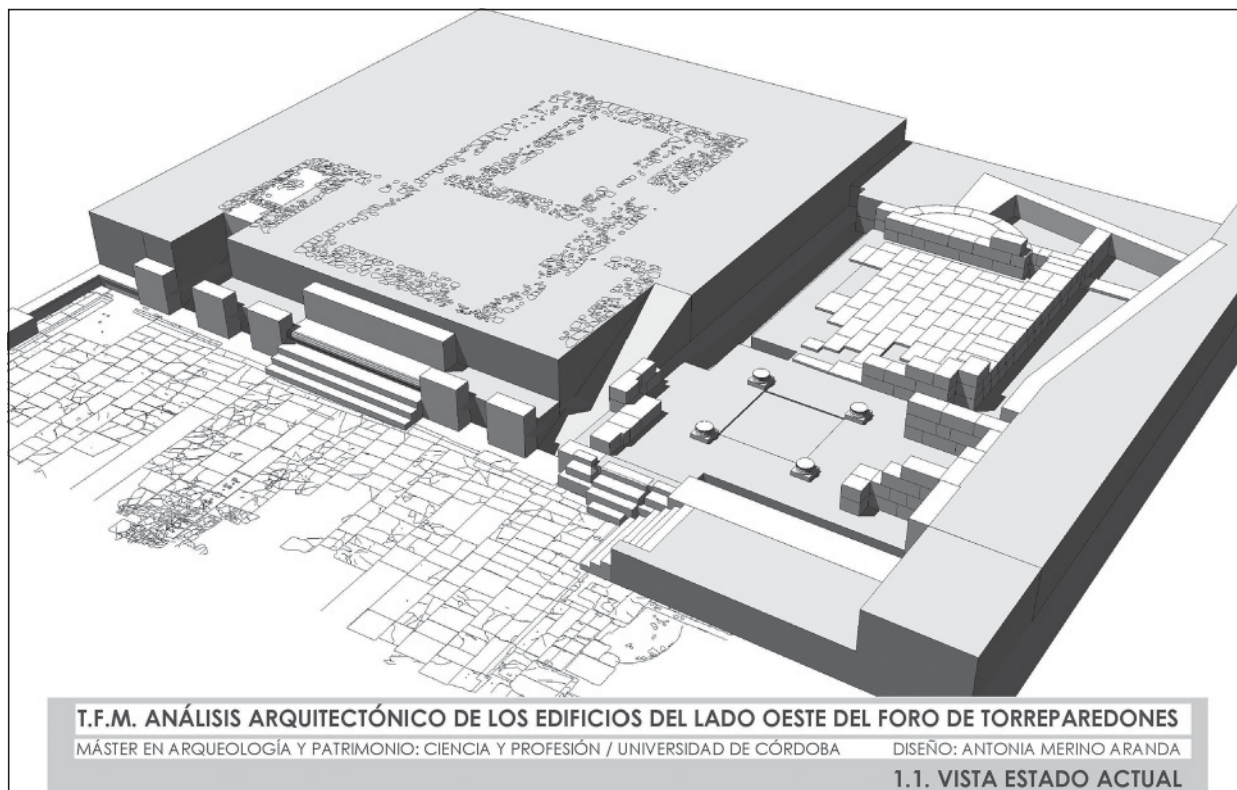 T.F.M. ANÁLISIS ARQUITECTÓNICO DE LOS EDIFICIOS DEL LADO OESTE DEL FORO DE TORREPAREDONES
MÁSTER EN ARQUEOLOGÍA Y PATRIMONIO: CIENCIA Y PROFESIÓN / UNIVERSIDAD DE CÓRDOBA DISEÑO: ANTONIA MERINO ARANDA
1.1. VISTA ESTADO ACTUAL